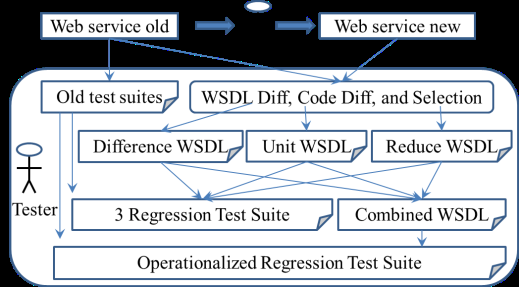 Web service old
Web service new
Old test suites
WSDL Diff, Code Diff, and Selection
Difference WSDL
Unit WSDL
Reduce WSDL
Tester
3 Regression Test Suite
Combined WSDL
Operationalized Regression Test Suite